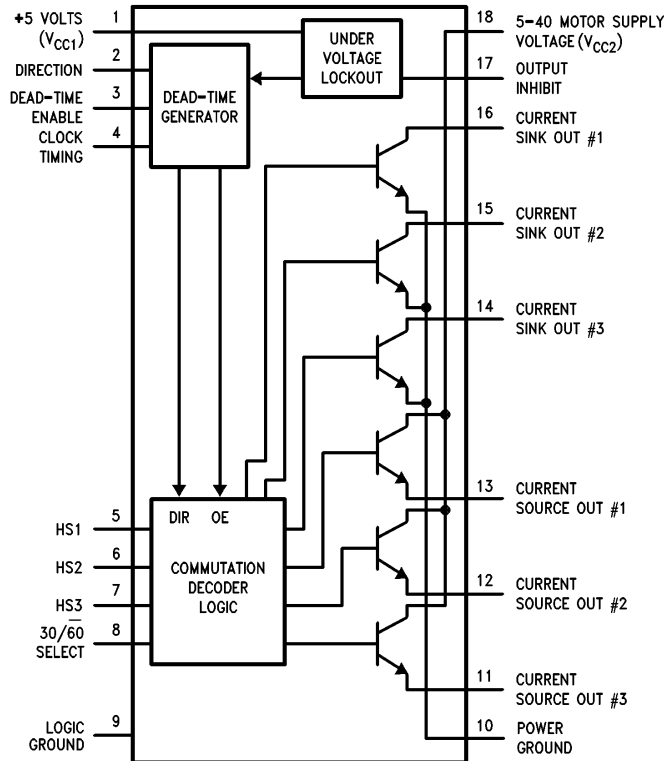 +5 VOLTS
(VCC1)
1
DIRECTION
2
DEAD-TIME
ENABLE
3
CLOCK
TIMING
4
DEAD-TIME
GENERATOR
UNDER
VOLTAGE
LOCKOUT
18
5-40 MOTOR SUPPLY
VOLTAGE (VCC2)
17
OUTPUT
INHIBIT
16
CURRENT
SINK OUT #1
15
CURRENT
SINK OUT #2
14
CURRENT
SINK OUT #3
13
CURRENT
SOURCE OUT #1
12
CURRENT
SOURCE OUT #2
11
CURRENT
SOURCE OUT #3
10
POWER
GROUND
DIR OE
COMMUTATION
DECODER
LOGIC
HS1
5
HS2
6
HS3
7
30/6̅0̅
SELECT
8
LOGIC
GROUND
9